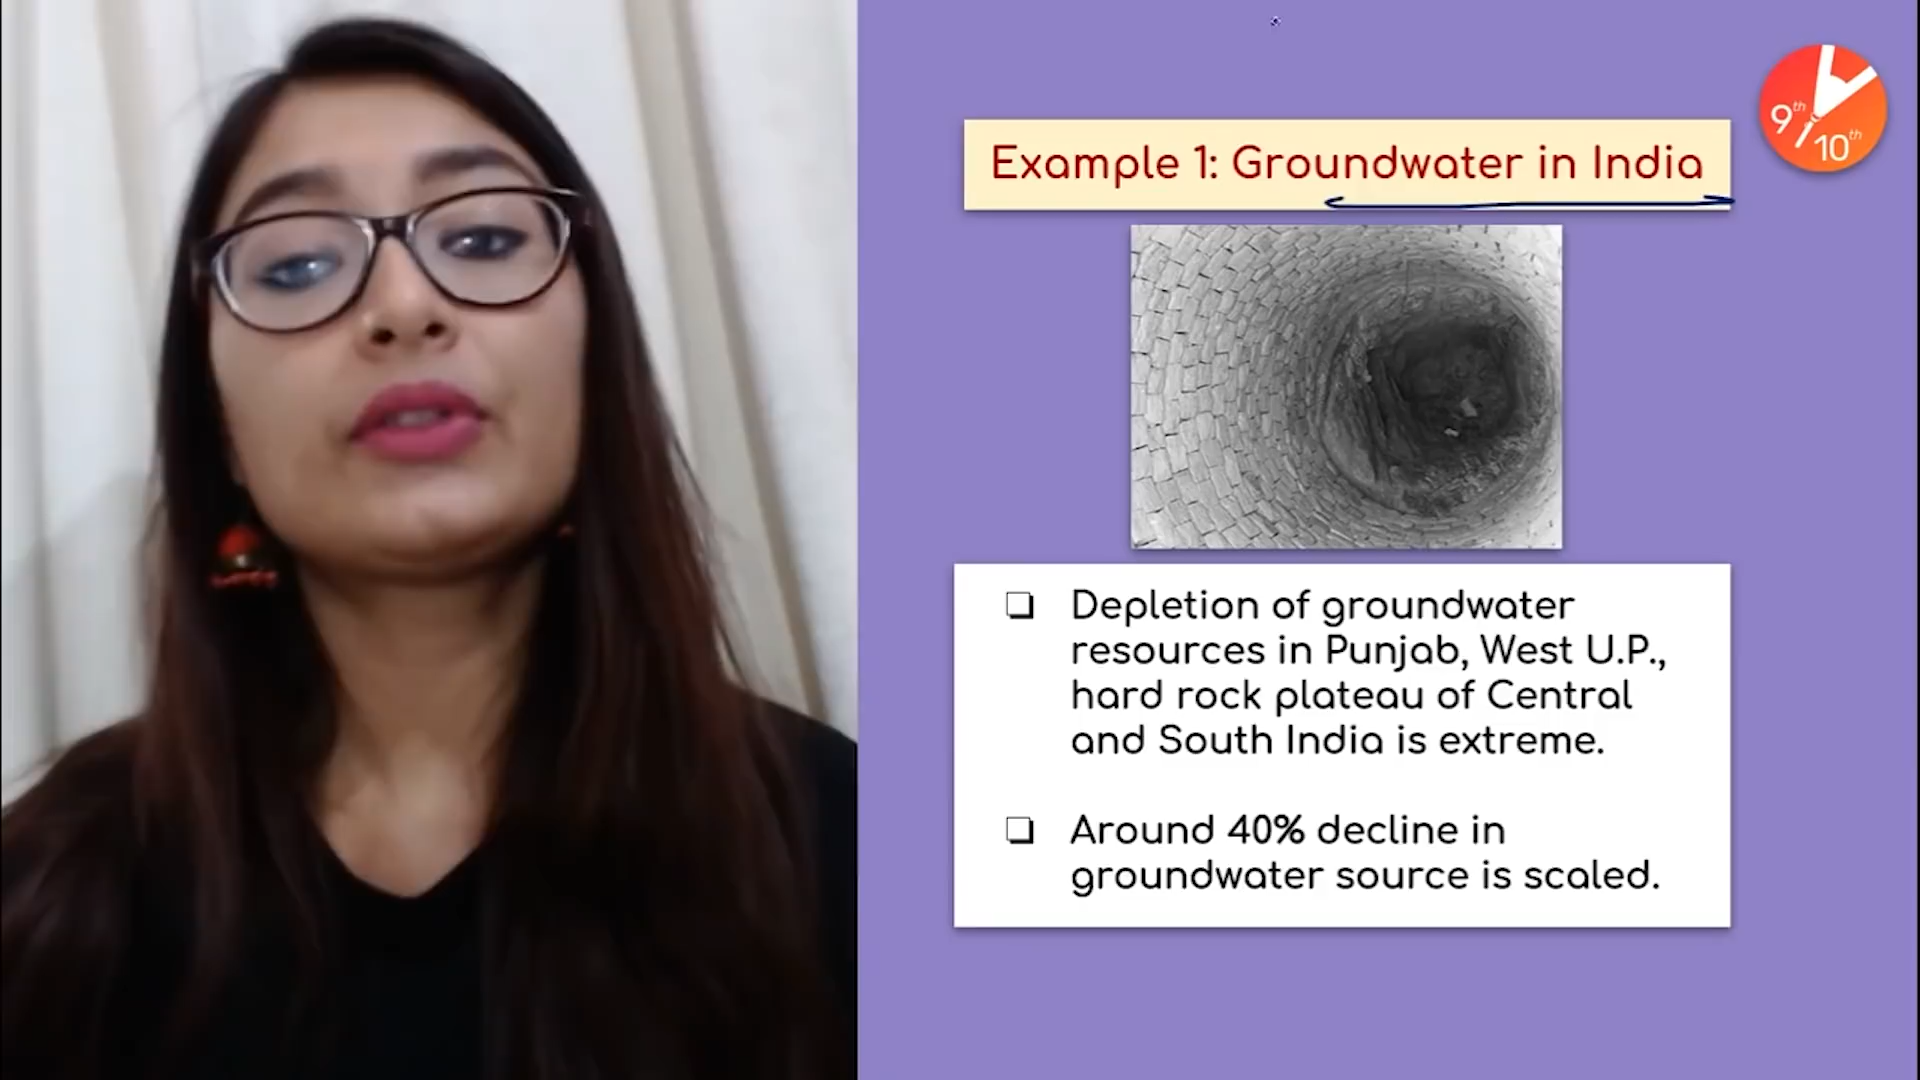 9th
10th
Example 1: Groundwater in India
❏ Depletion of groundwater
resources in Punjab, West U.P.,
hard rock plateau of Central
and South India is extreme.
❏ Around 40% decline in
groundwater source is scaled.